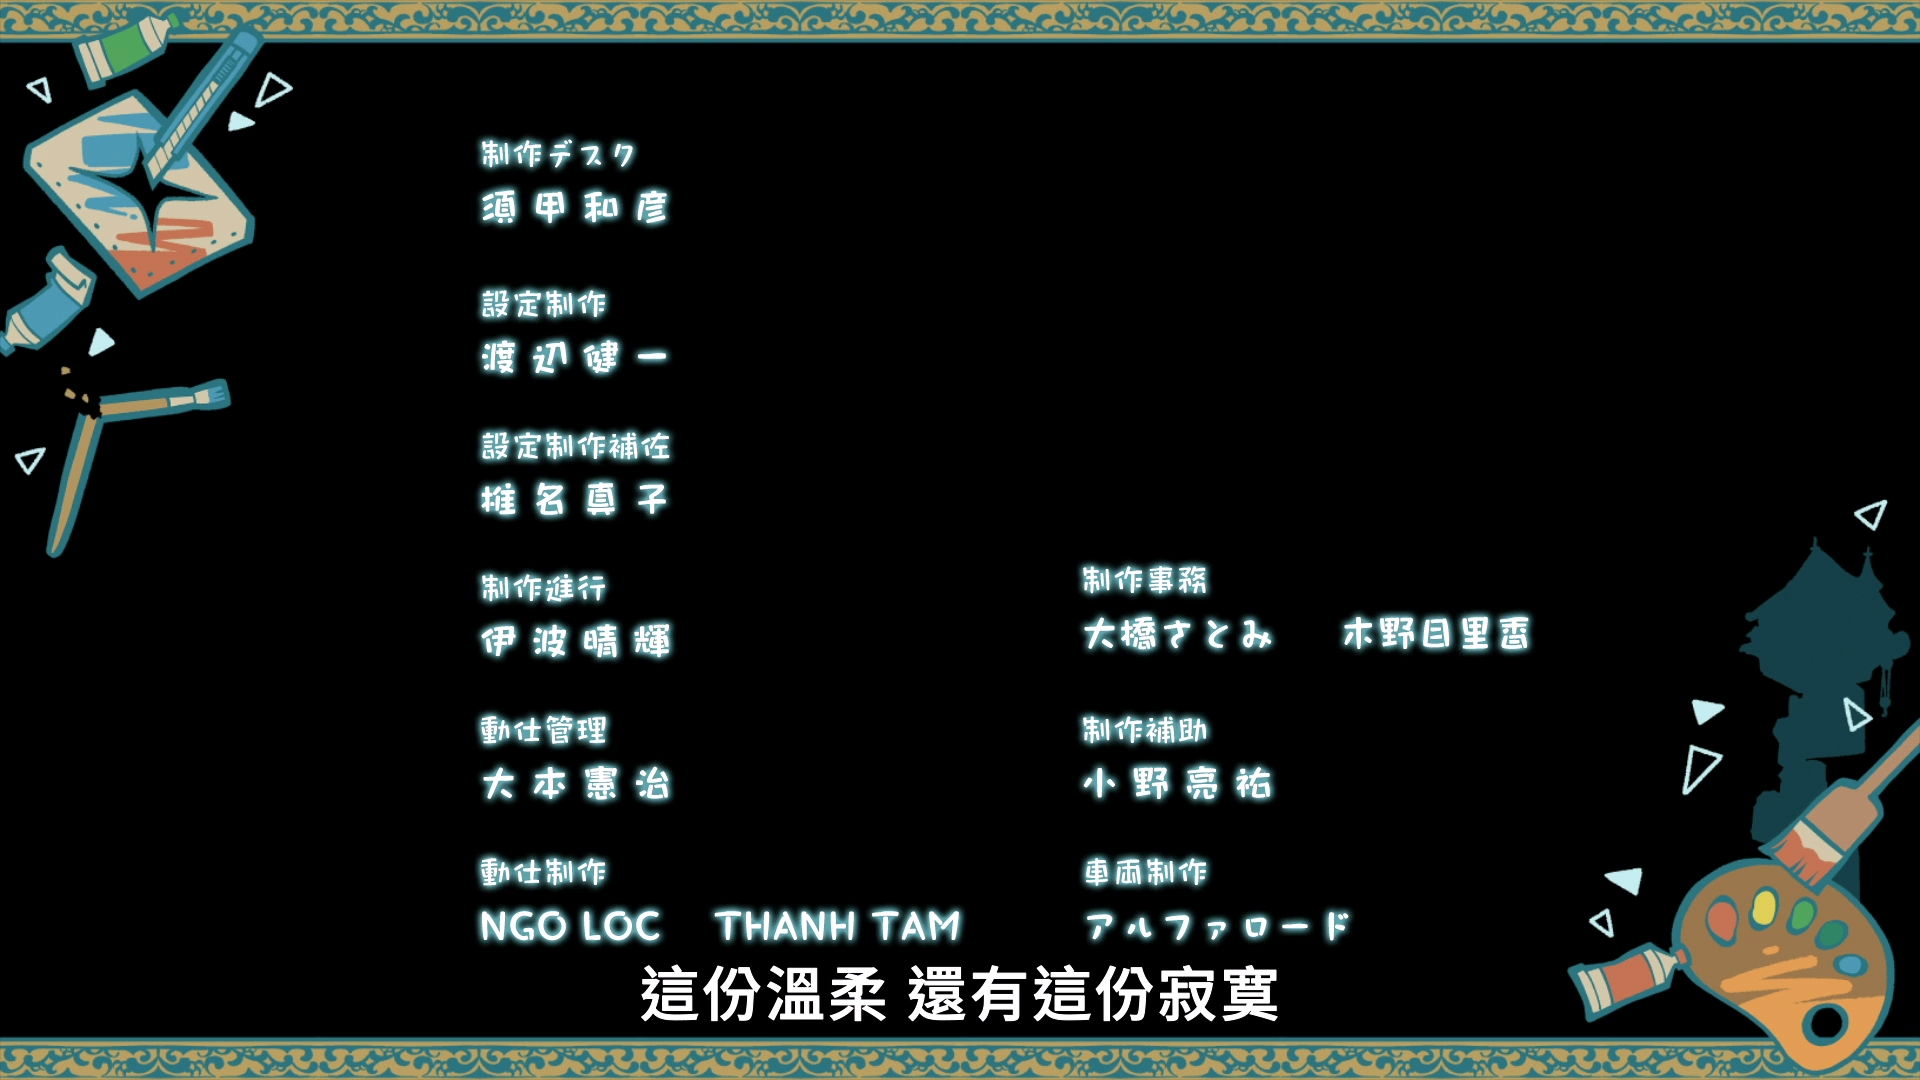 制作デスク
須甲和彦
設定制作
渡辺健一
設定制作補佐
椎名真子
制作進行
伊波晴輝
動仕管理
大本憲治
動仕制作
NGO LOC THANH TAM
制作事務
大橋さとみ 木野目里香
制作補助
小野亮祐
車両制作
アルファロード
這份溫柔 還有這份寂寞